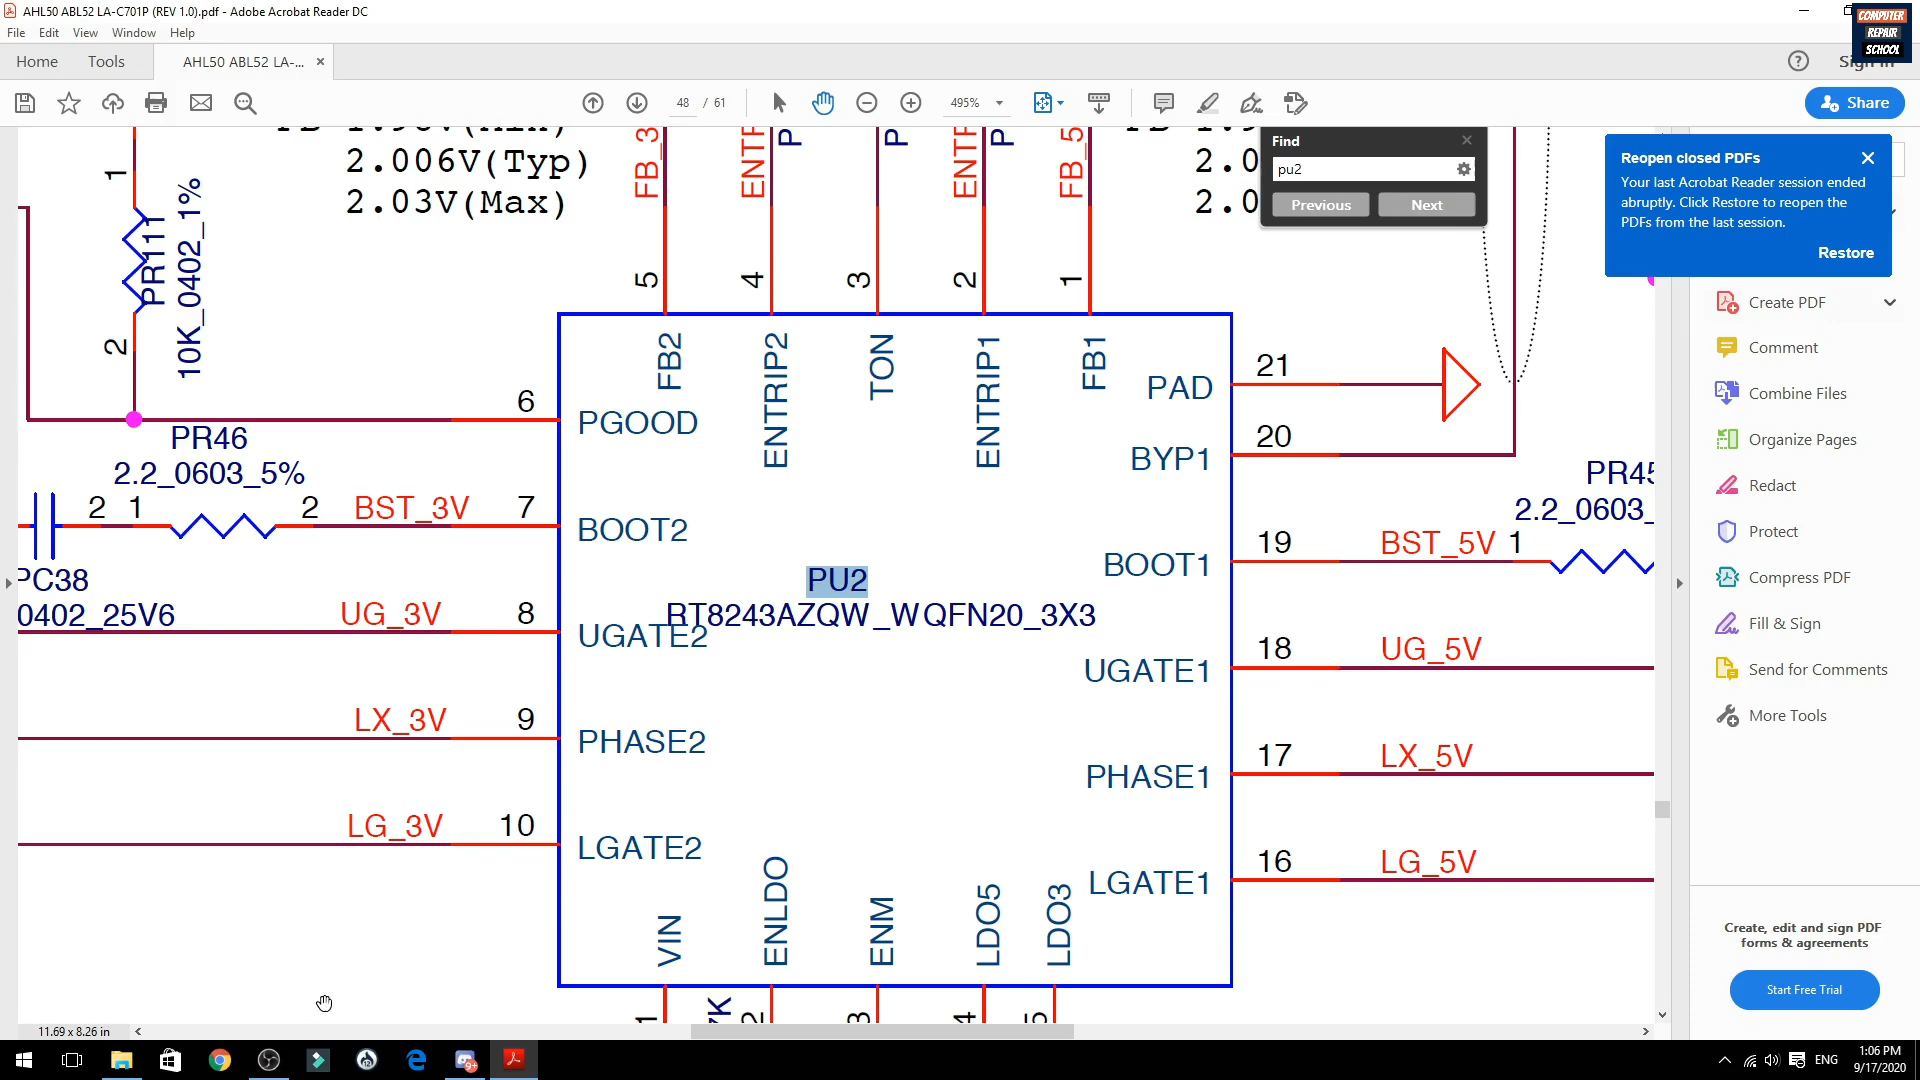 AHL50 ABL52 LA-C701P (REV 1.0).pdf - Adobe Acrobat Reader DC
COMPUTER
REPAIR
SCHOOL
File Edit View Window Help
Home Tools AHL50 ABL52 LA-... ×
48 / 61
495%
Share
2.006V(Typ)
2.03V(Max)
FB_3
ENTR
P
P
ENTR
P
FB_5
2.0
2.0
Find
pu2
Previous Next
Reopen closed PDFs
Your last Acrobat Reader session ended
abruptly. Click Restore to reopen the
PDFs from the last session.
Restore
1
PR111
10K_0402_1%
2
5
4
3
2
1
FB2
ENTRIP2
TON
ENTRIP1
FB1
PAD
21
6
PGOOD
BYP1
20
PR46
2.2_0603_5%
2 1
2
BST_3V
7
BOOT2
PR45
2.2_0603_
BOOT1
19
BST_5V
1
PC38
0402_25V6
PU2
RT8243AZQW_WQFN20_3X3
UG_3V
8
UGATE2
UGATE1
18
UG_5V
LX_3V
9
PHASE2
PHASE1
17
LX_5V
LG_3V
10
LGATE2
LGATE1
16
LG_5V
VIN
ENLDO
ENM
LDO5
LDO3
7K
Create PDF
Comment
Combine Files
Organize Pages
Redact
Protect
Compress PDF
Fill & Sign
Send for Comments
More Tools
Create, edit and sign PDF
forms & agreements
Start Free Trial
11.69 x 8.26 in
9+
ENG
1:06 PM
9/17/2020